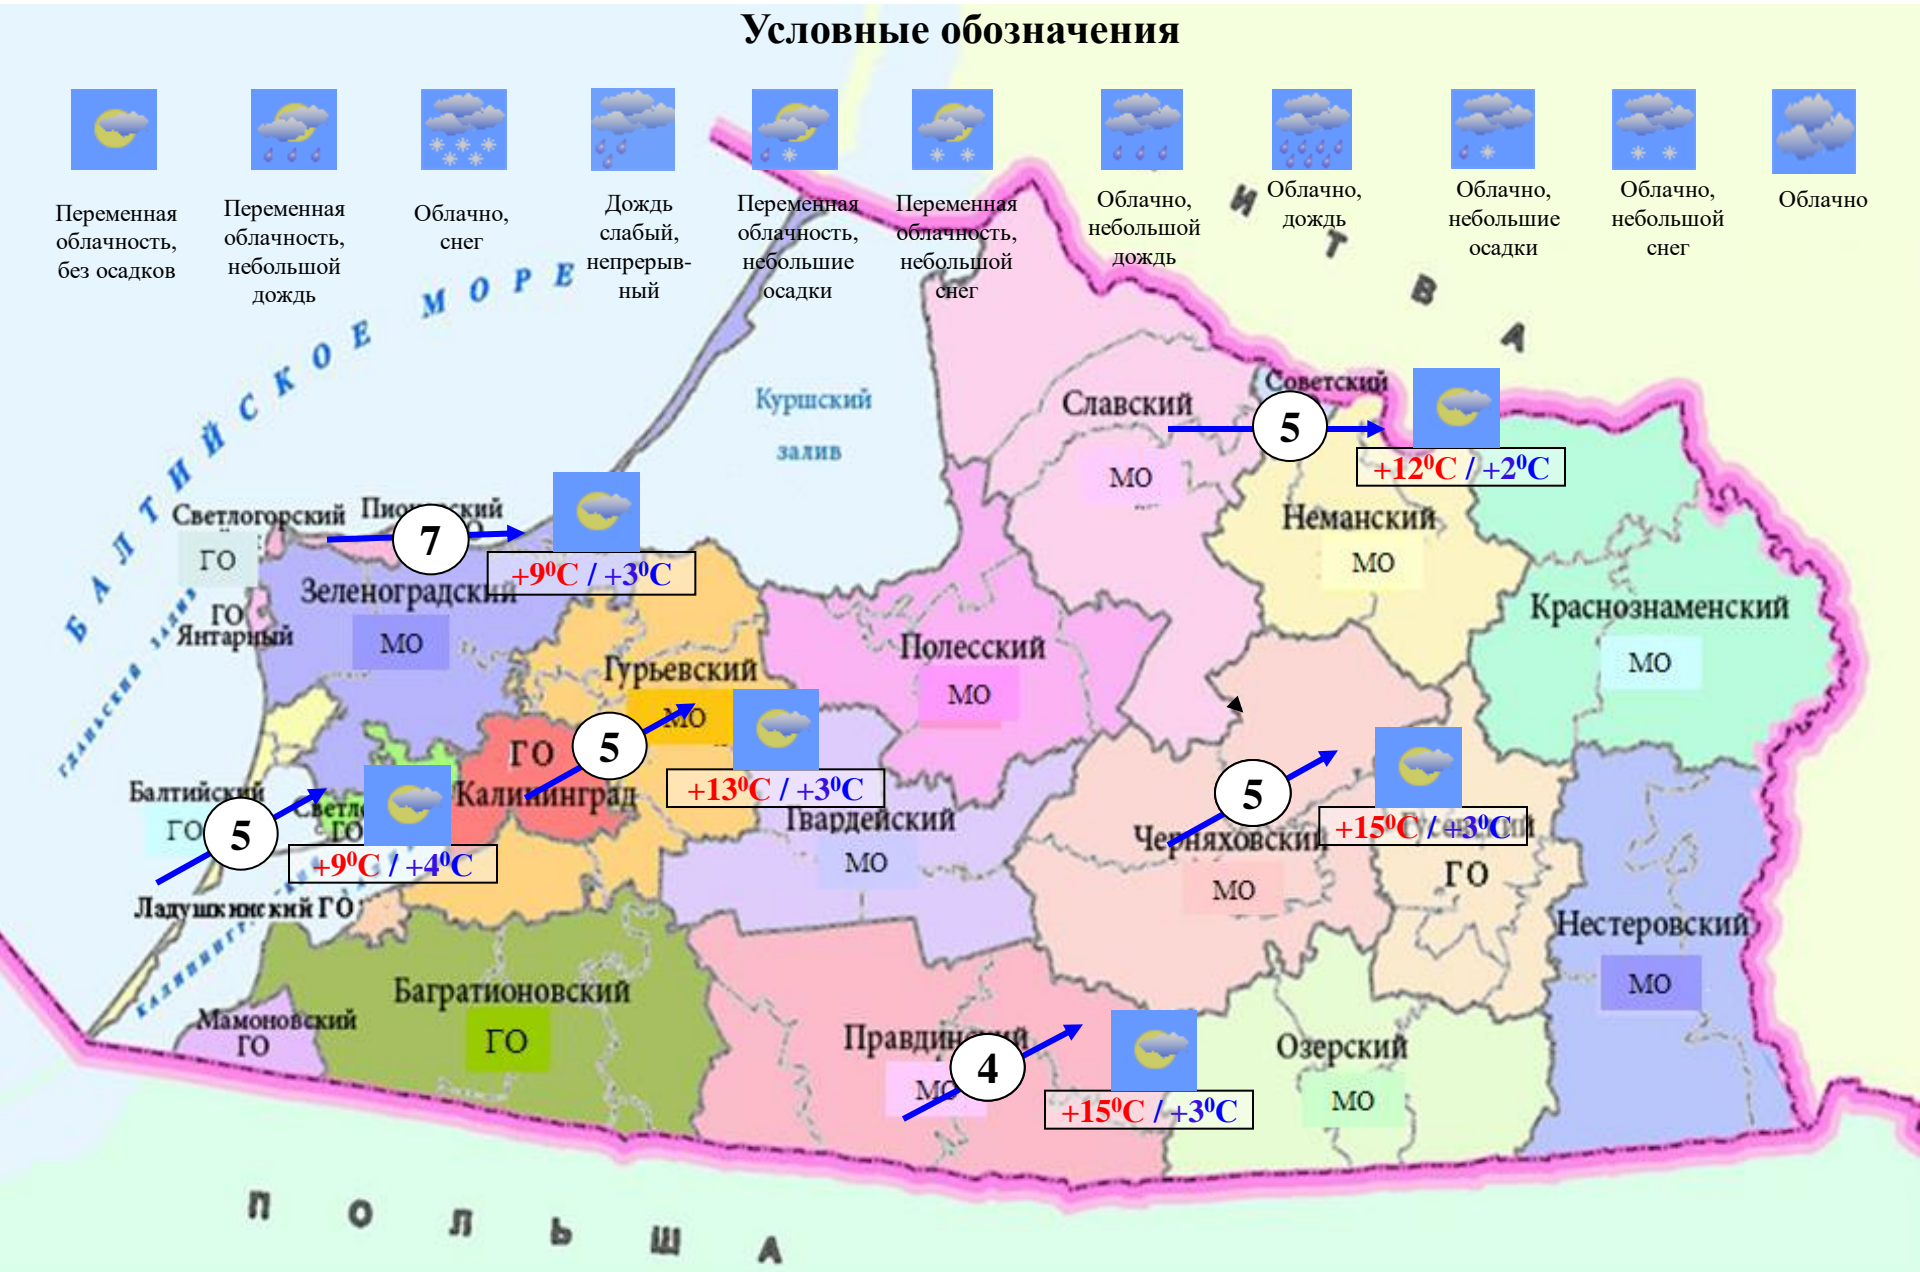 Условные обозначения
Переменная
облачность,
без осадков
Переменная
облачность,
небольшой
дождь
Облачно,
снег
Дождь
слабый,
непрерыв-
ный
Переменная
облачность,
небольшие
осадки
Переменная
облачность,
небольшой
снег
Облачно,
небольшой
дождь
Облачно,
дождь
Облачно,
небольшие
осадки
Облачно,
небольшой
снег
Облачно
БАЛТИЙСКОЕ МОРЕ
ИТВА
Куршский
залив
Славский
МО
Советский
5
+12⁰C / +2⁰C
Неманский
МО
Краснознаменский
МО
Светлогорский
ГО
7
+9⁰C / +3⁰C
Зеленоградский
МО
ГО
Янтарный
Гурьевский
МО
5
+13⁰C / +3⁰C
Полесский
МО
ГО
Калининград
Балтийский
ГО
5
ГО
+9⁰C / +4⁰C
Гвардейский
МО
Черняховский
МО
5
+15⁰C / +3⁰C
ГО
Нестеровский
МО
Ладушкинский ГО
Багратионовский
ГО
Мамоновский
ГО
Правдинский
МО
4
+15⁰C / +3⁰C
Озерский
МО
ПОЛЬША